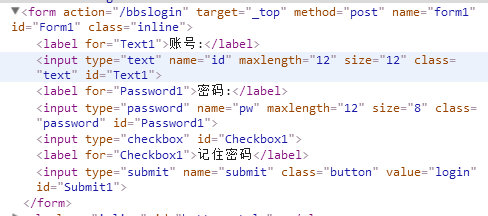 ▼<form action="/bbslogin" target="_top" method="post" name="form1"
id="Form1" class="inline">
<label for="Text1">账号:</label>
<input type="text" name="id" maxlength="12" size="12" class=
"text" id="Text1">
<label for="Password1">密码:</label>
<input type="password" name="pw" maxlength="12" size="8" class=
"password" id="Password1">
<input type="checkbox" id="Checkbox1">
<label for="Checkbox1">记住密码</label>
<input type="submit" name="submit" class="button" value="login"
id="Submit1">
</form>